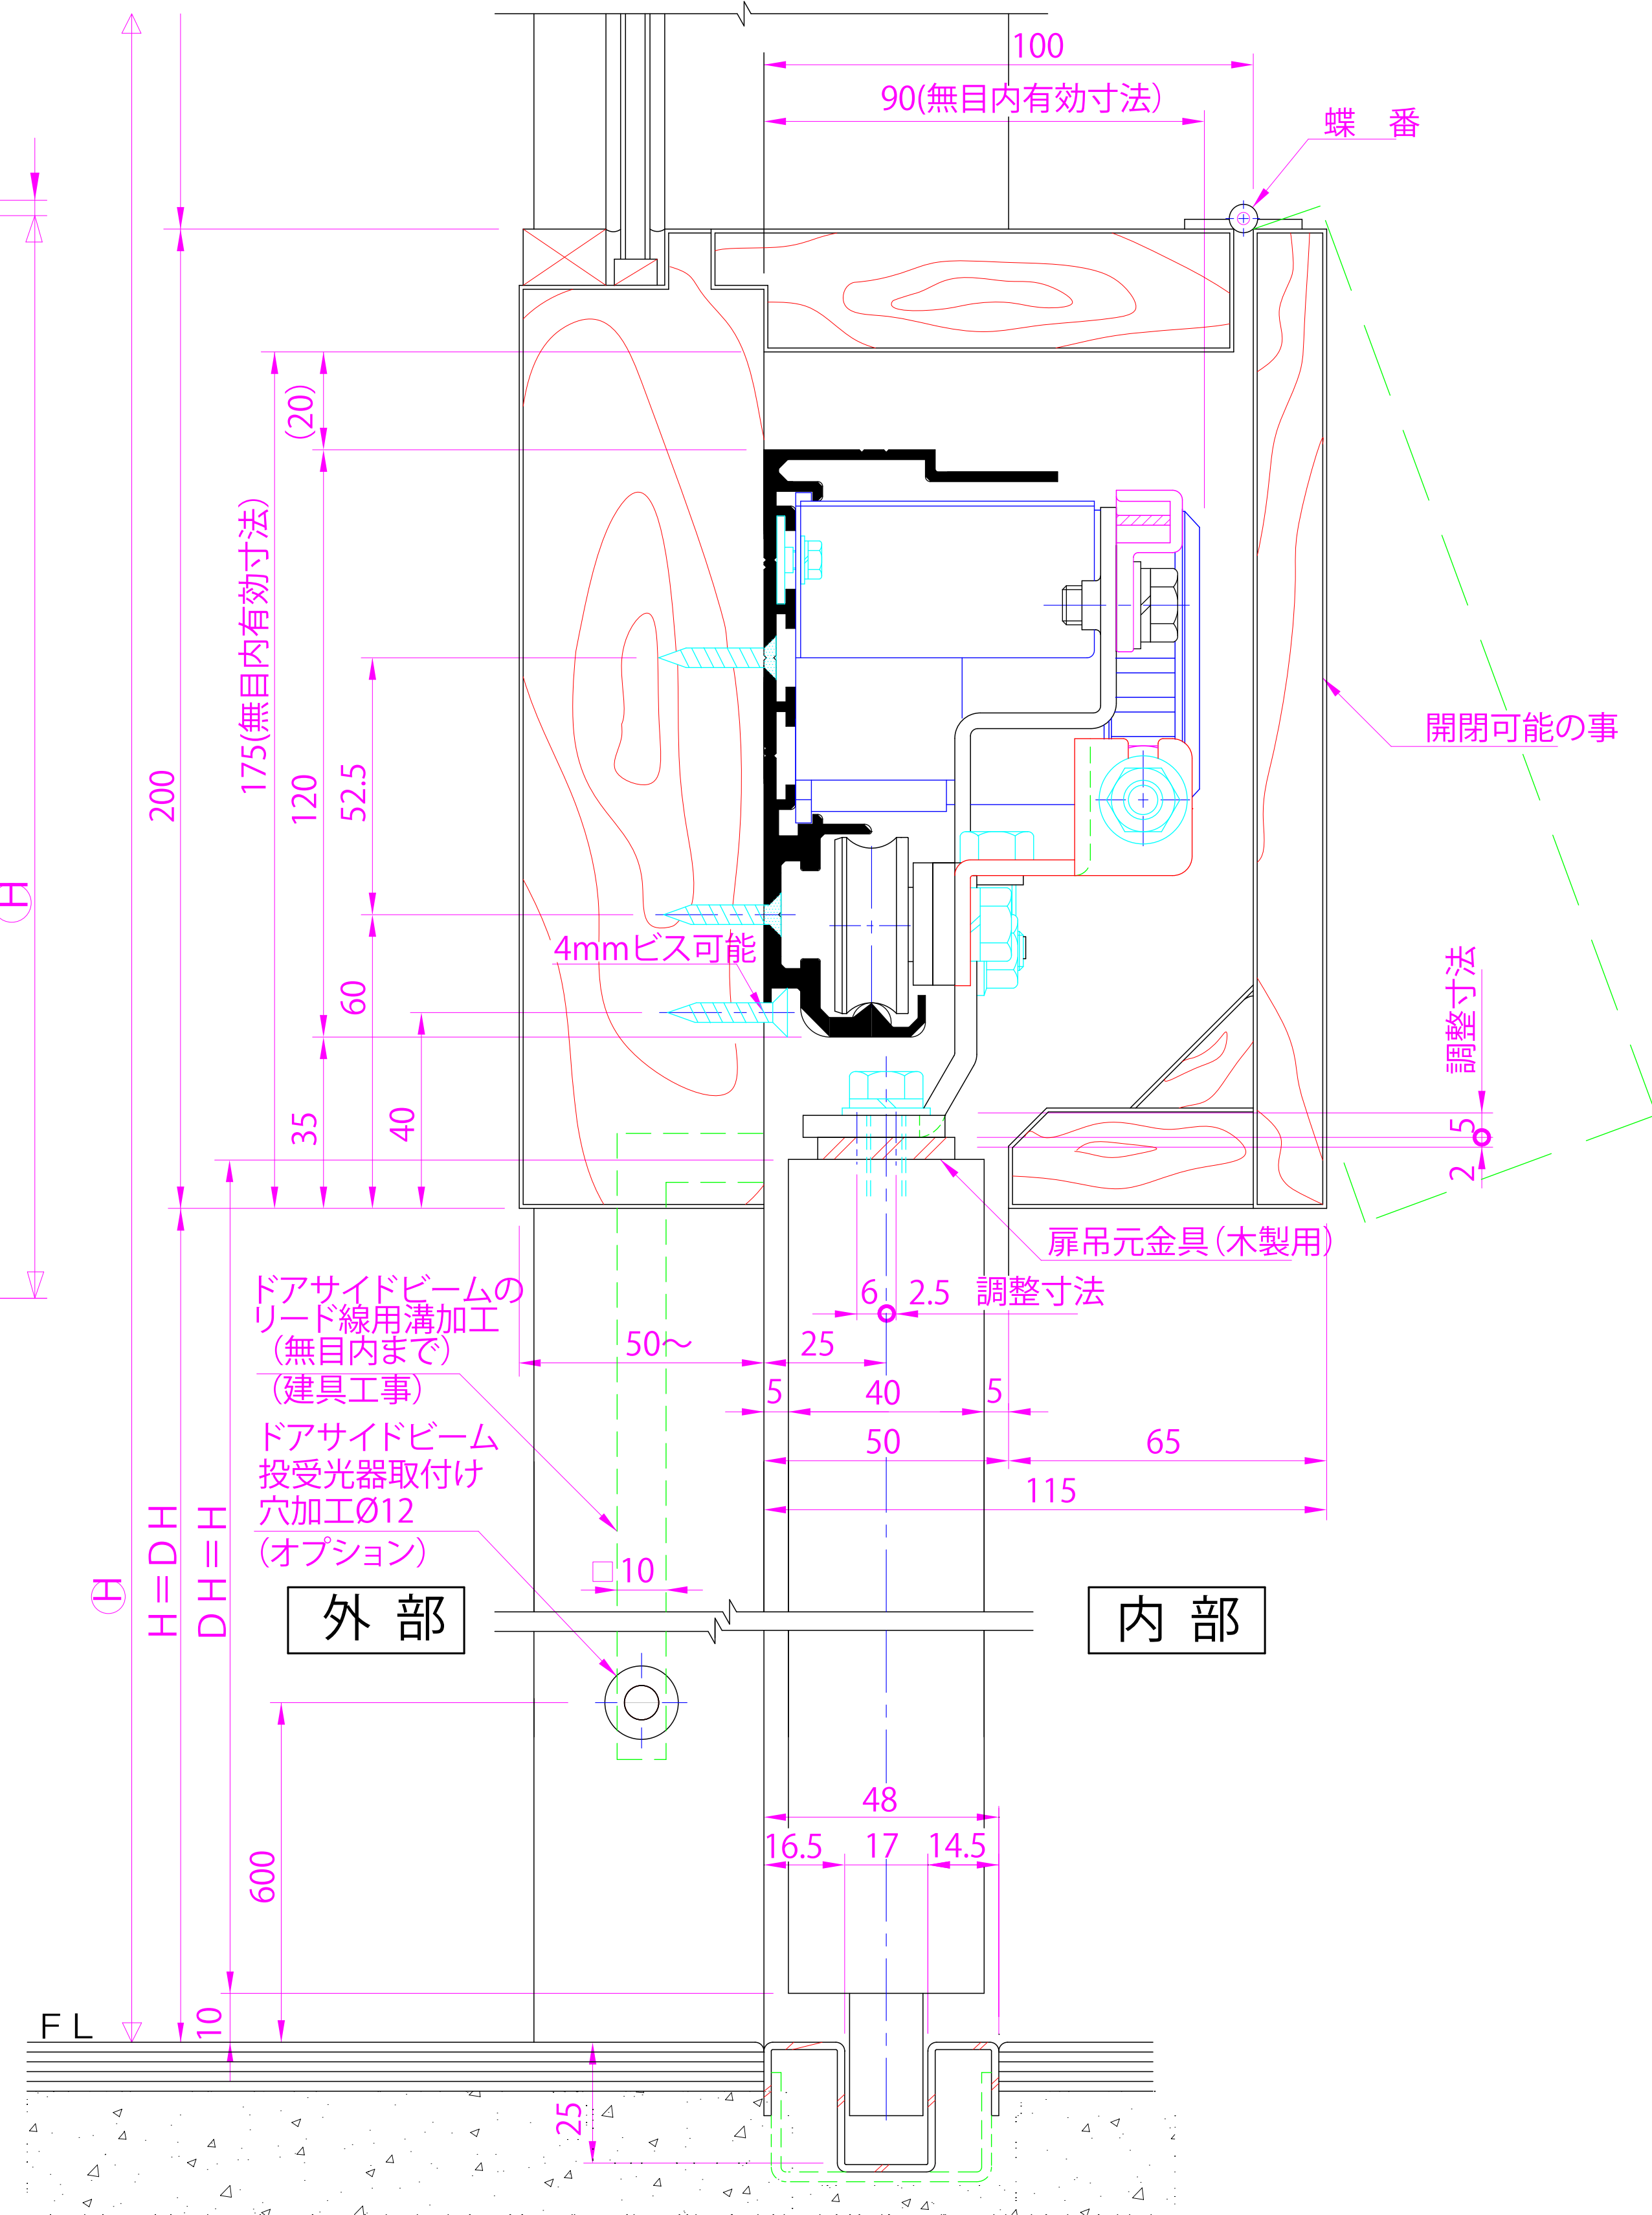 100
90(無目内有効寸法)
蝶　番
(20)
175(無目内有効寸法)
200
120
52.5
開閉可能の事
H
4mmビス可能
60
調整寸法
35
40
5
2
扉吊元金具(木製用)
6
2.5
調整寸法
ドアサイドビームの
リード線用溝加工
(無目内まで)
(建具工事)
50～
25
5
40
5
50
65
115
ドアサイドビーム
投受光器取付け
穴加工Ø12
(オプション)
□10
H
H＝DH
DH＝H
外 部
内 部
48
16.5
17
14.5
600
10
FL
25